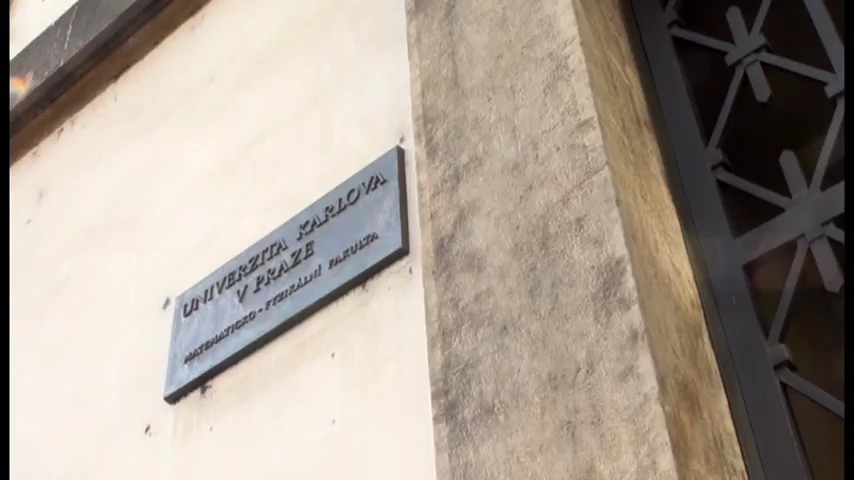 UNIVERZITA KARLOVA
V PRAZE
MATEMATICKO - FYZIKÁLNÍ FAKULTA